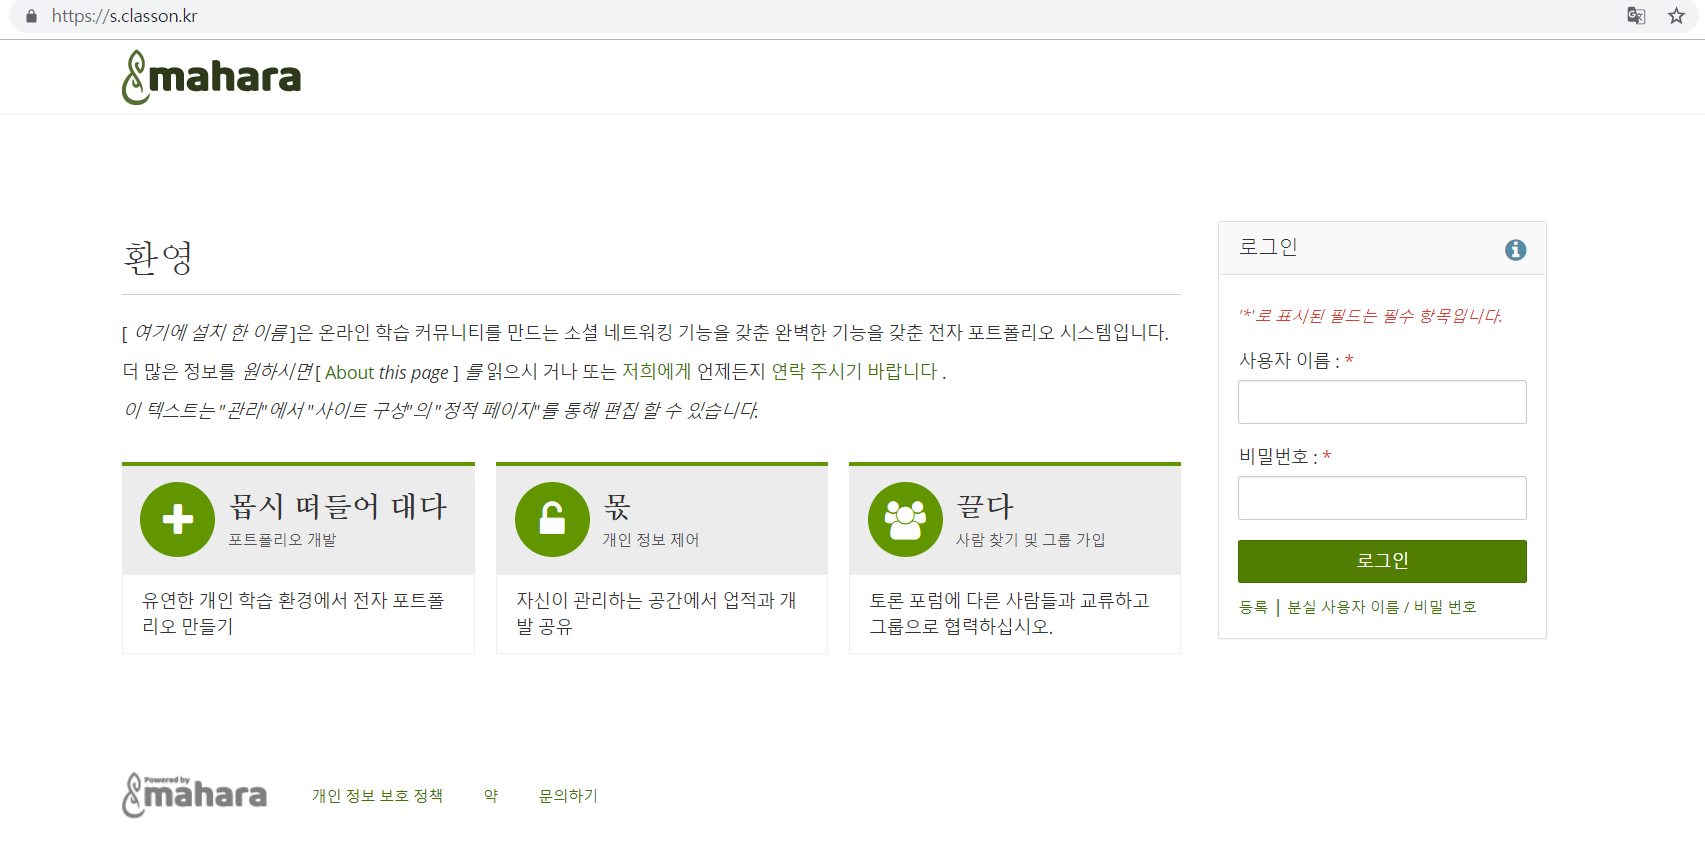 https://s.classon.kr
mahara
환영
[ 여기에 설치 한 이름 ]은 온라인 학습 커뮤니티를 만드는 소셜 네트워킹 기능을 갖춘 완벽한 기능을 갖춘 전자 포트폴리오 시스템입니다.
더 많은 정보를 원하시면 [ About this page ] 를 읽으시 거나 또는 저희에게 언제든지 연락 주시기 바랍니다 .
이 텍스트는 "관리"에서 "사이트 구성"의 "정적 페이지"를 통해 편집 할 수 있습니다.
몹시 떠들어 대다
포트폴리오 개발
유연한 개인 학습 환경에서 전자 포트폴
리오 만들기
몫
개인 정보 제어
자신이 관리하는 공간에서 업적과 개
발 공유
끌다
사람 찾기 및 그룹 가입
토론 포럼에 다른 사람들과 교류하고
그룹으로 협력하십시오.
로그인
'*'로 표시된 필드는 필수 항목입니다.
사용자 이름 : *
비밀번호 : *
로그인
등록 | 분실 사용자 이름 / 비밀 번호
Powered by
mahara
개인 정보 보호 정책 약 문의하기